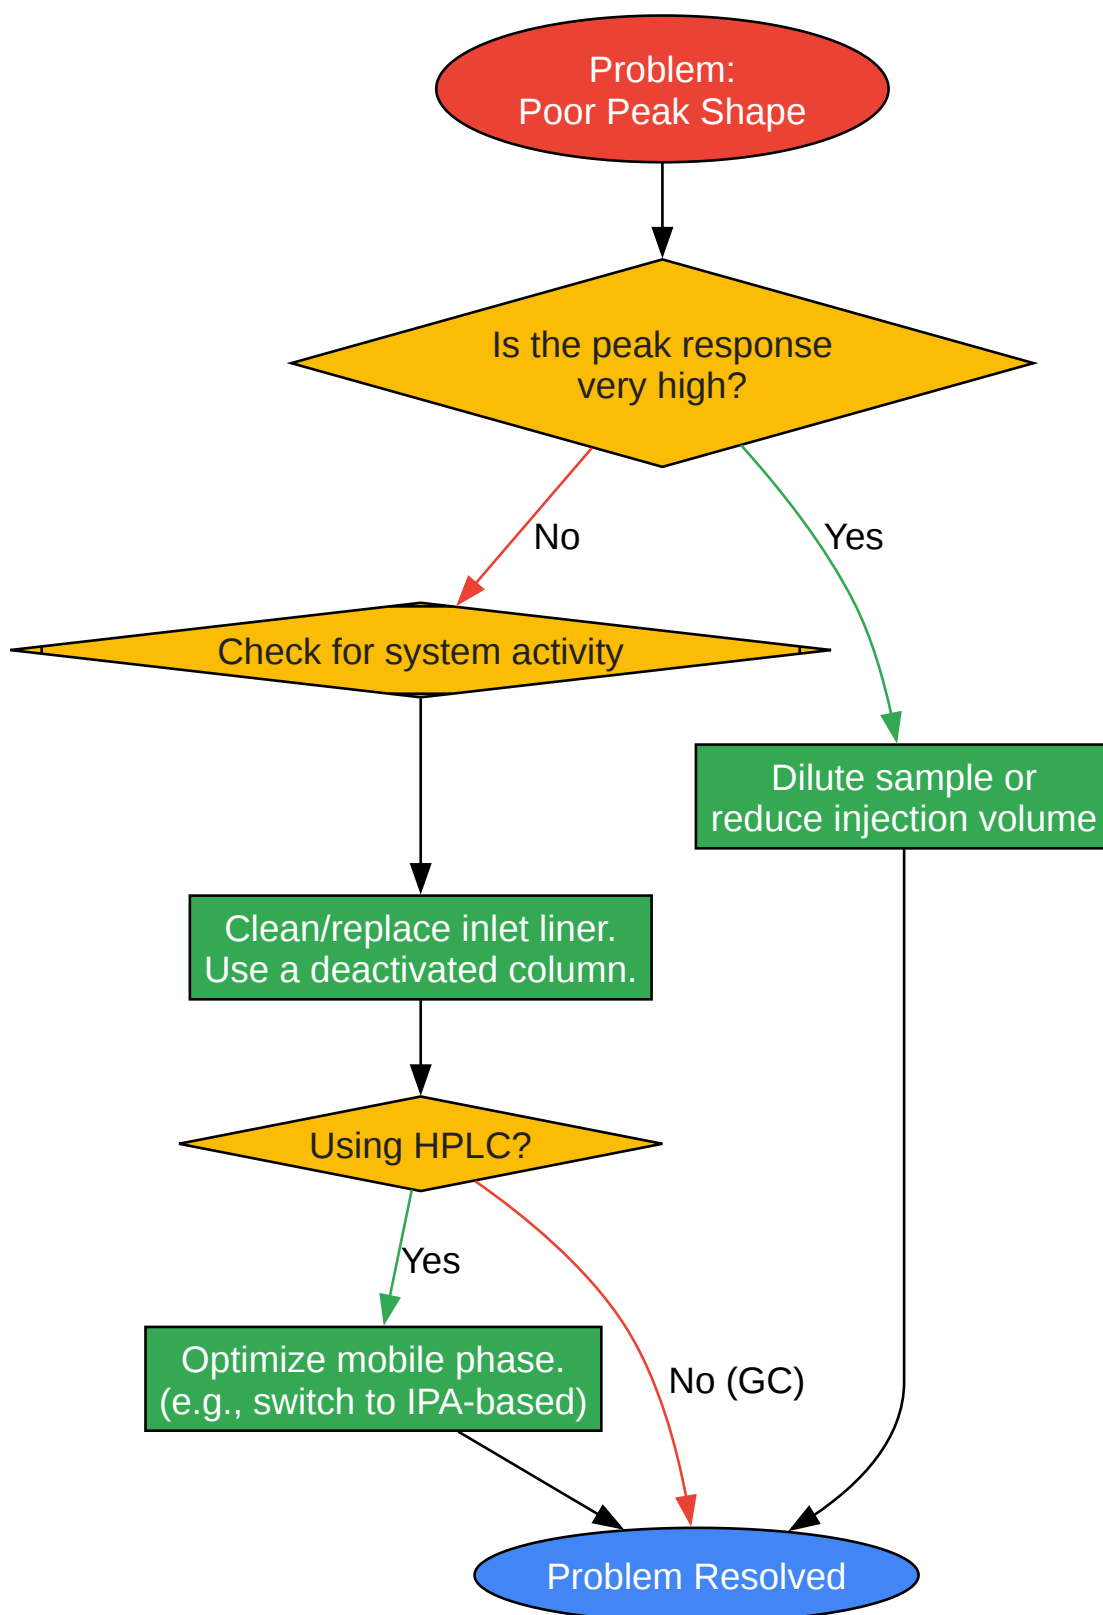 Problem:
Poor Peak Shape
Is the peak response
very high?
No
Yes
Check for system activity
Dilute sample or
reduce injection volume
Clean/replace inlet liner.
Use a deactivated column.
Using HPLC?
Yes
Optimize mobile phase.
(e.g., switch to IPA-based)
No (GC)
Problem Resolved